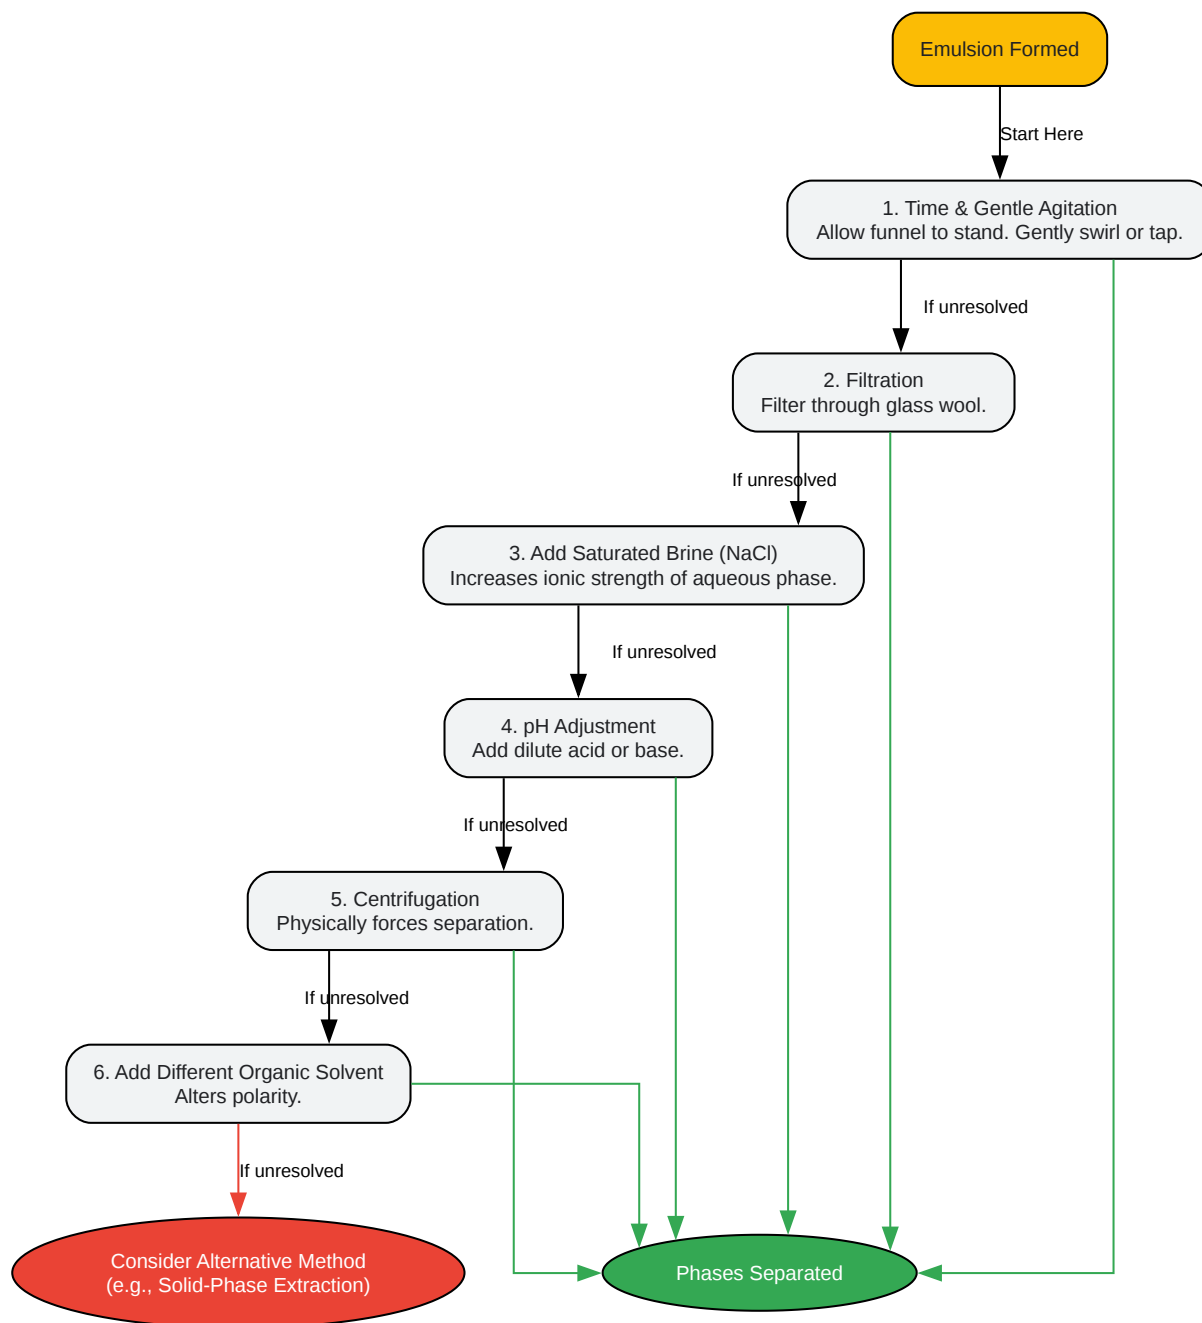 Emulsion Formed
Start Here
1. Time & Gentle Agitation
Allow funnel to stand. Gently swirl or tap.
If unresolved
2. Filtration
Filter through glass wool.
If unresolved
3. Add Saturated Brine (NaCl)
Increases ionic strength of aqueous phase.
If unresolved
4. pH Adjustment
Add dilute acid or base.
If unresolved
5. Centrifugation
Physically forces separation.
If unresolved
6. Add Different Organic Solvent
Alters polarity.
If unresolved
Consider Alternative Method
(e.g., Solid-Phase Extraction)
Phases Separated